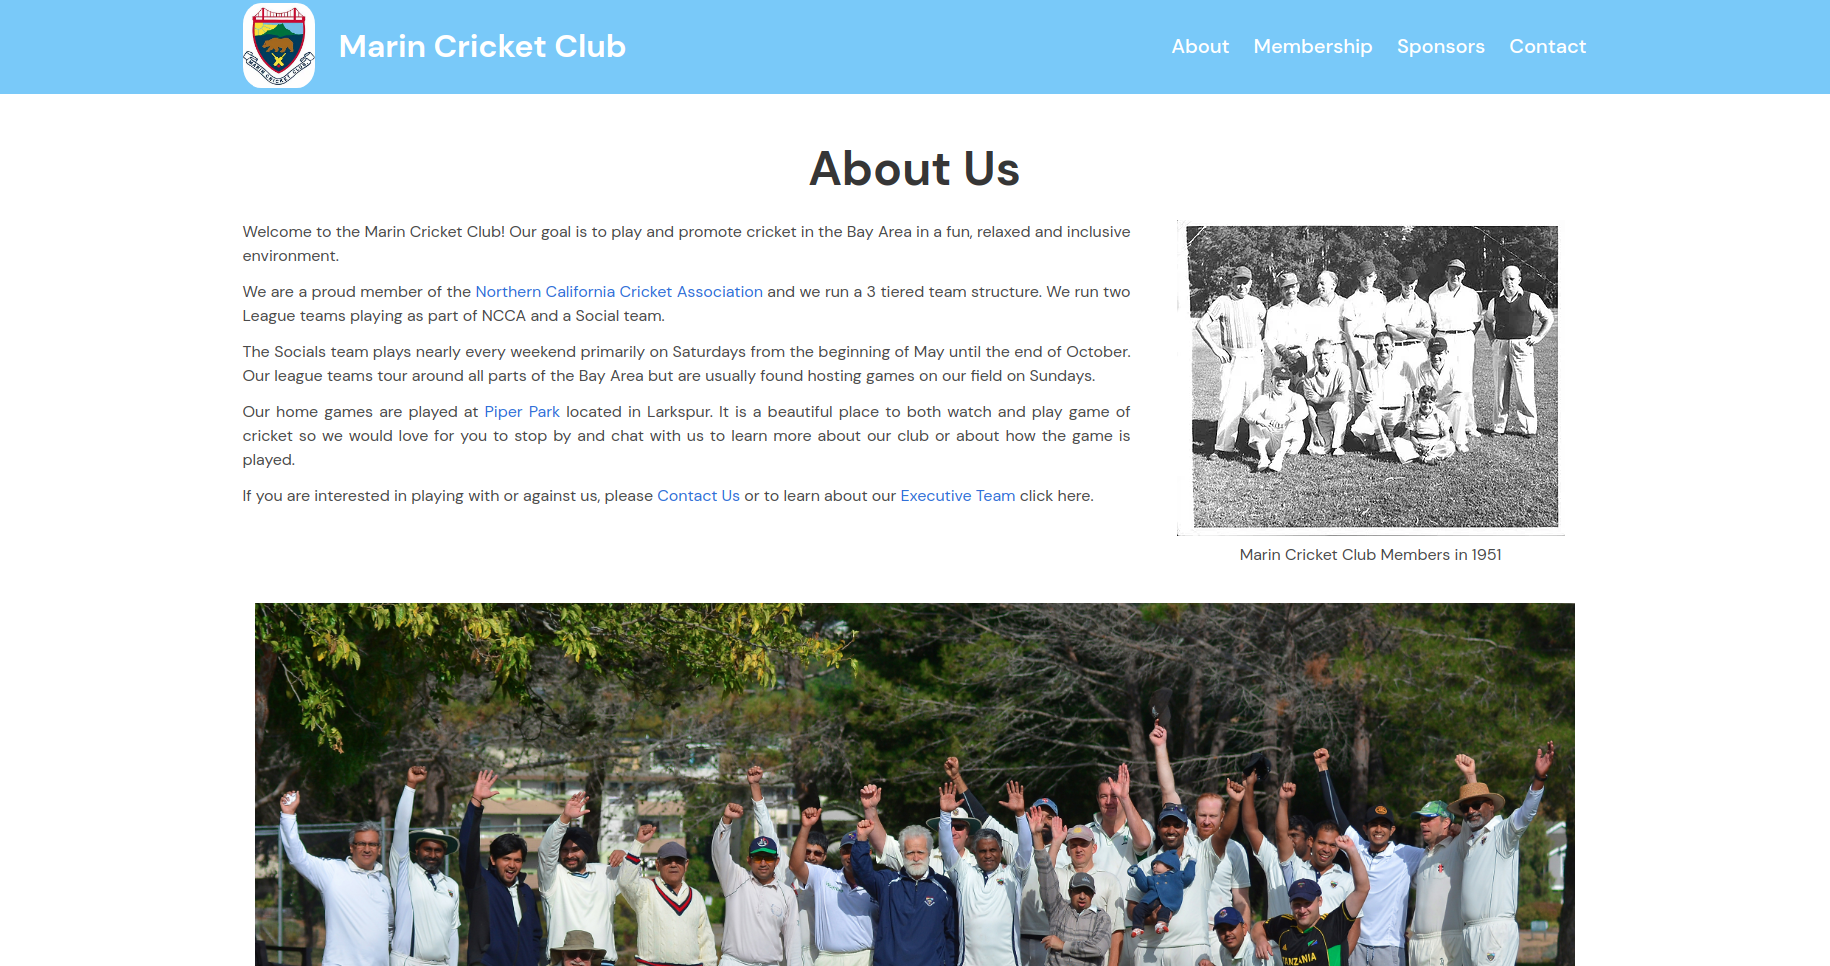 MARIN CRICKET CLUB
Marin Cricket Club
About Membership Sponsors Contact
About Us
Welcome to the Marin Cricket Club! Our goal is to play and promote cricket in the Bay Area in a fun, relaxed and inclusive
environment.
We are a proud member of the Northern California Cricket Association and we run a 3 tiered team structure. We run two
League teams playing as part of NCCA and a Social team.
The Socials team plays nearly every weekend primarily on Saturdays from the beginning of May until the end of October.
Our league teams tour around all parts of the Bay Area but are usually found hosting games on our field on Sundays.
Our home games are played at Piper Park located in Larkspur. It is a beautiful place to both watch and play game of
cricket so we would love for you to stop by and chat with us to learn more about our club or about how the game is
played.
If you are interested in playing with or against us, please Contact Us or to learn about our Executive Team click here.
Marin Cricket Club Members in 1951
TANZANIA